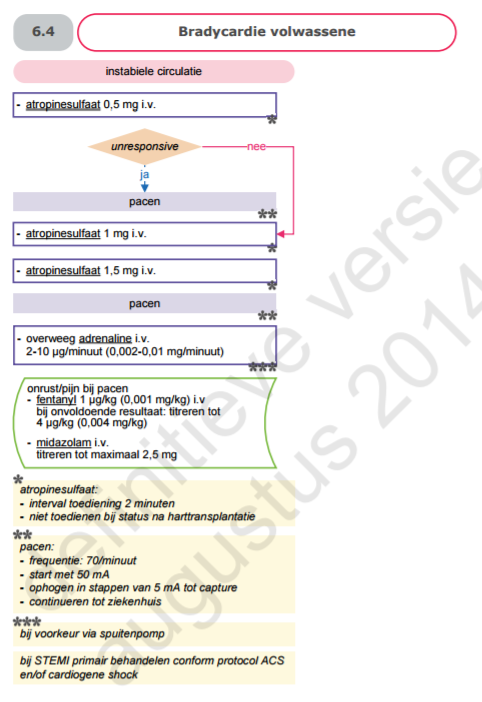 6.4
Bradycardie volwassene
instabiele circulatie
- atropinesulfaat 0,5 mg i.v.
*
unresponsive
nee
ja
pacen
**
- atropinesulfaat 1 mg i.v.
*
- atropinesulfaat 1,5 mg i.v.
*
pacen
**
- overweeg adrenaline i.v.
2-10 µg/minuut (0,002-0,01 mg/minuut)
***
onrust/pijn bij pacen
- fentanyl 1 µg/kg (0,001 mg/kg) i.v
bij onvoldoende resultaat: titreren tot
4 µg/kg (0,004 mg/kg)
- midazolam i.v.
titreren tot maximaal 2,5 mg
*
atropinesulfaat:
- interval toediening 2 minuten
- niet toedienen bij status na harttransplantatie
**
pacen:
- frequentie: 70/minuut
- start met 50 mA
- ophogen in stappen van 5 mA tot capture
- continueren tot ziekenhuis
***
bij voorkeur via spuitenpomp
bij STEMI primair behandelen conform protocol ACS
en/of cardiogene shock
definitieve versie
augustus 2014